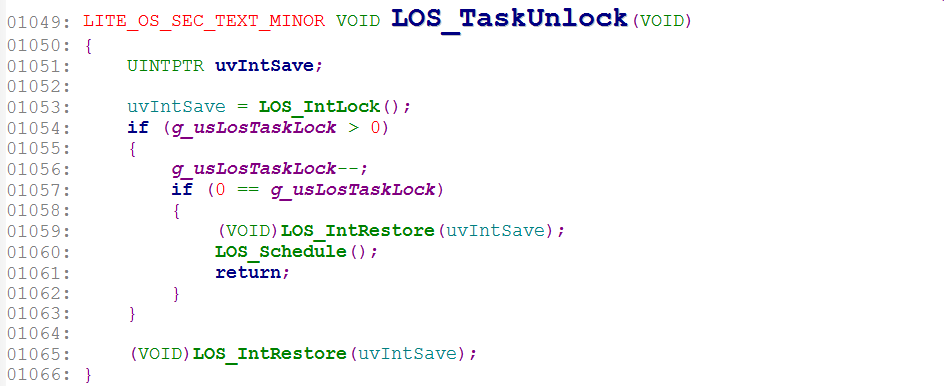 01049: LITE_OS_SEC_TEXT_MINOR VOID LOS_TaskUnlock(VOID)
01050: {
01051:     UINTPTR uvIntSave;
01052:
01053:     uvIntSave = LOS_IntLock();
01054:     if (g_usLosTaskLock > 0)
01055:     {
01056:         g_usLosTaskLock--;
01057:         if (0 == g_usLosTaskLock)
01058:         {
01059:             (VOID)LOS_IntRestore(uvIntSave);
01060:             LOS_Schedule();
01061:             return;
01062:         }
01063:     }
01064:
01065:     (VOID)LOS_IntRestore(uvIntSave);
01066: }